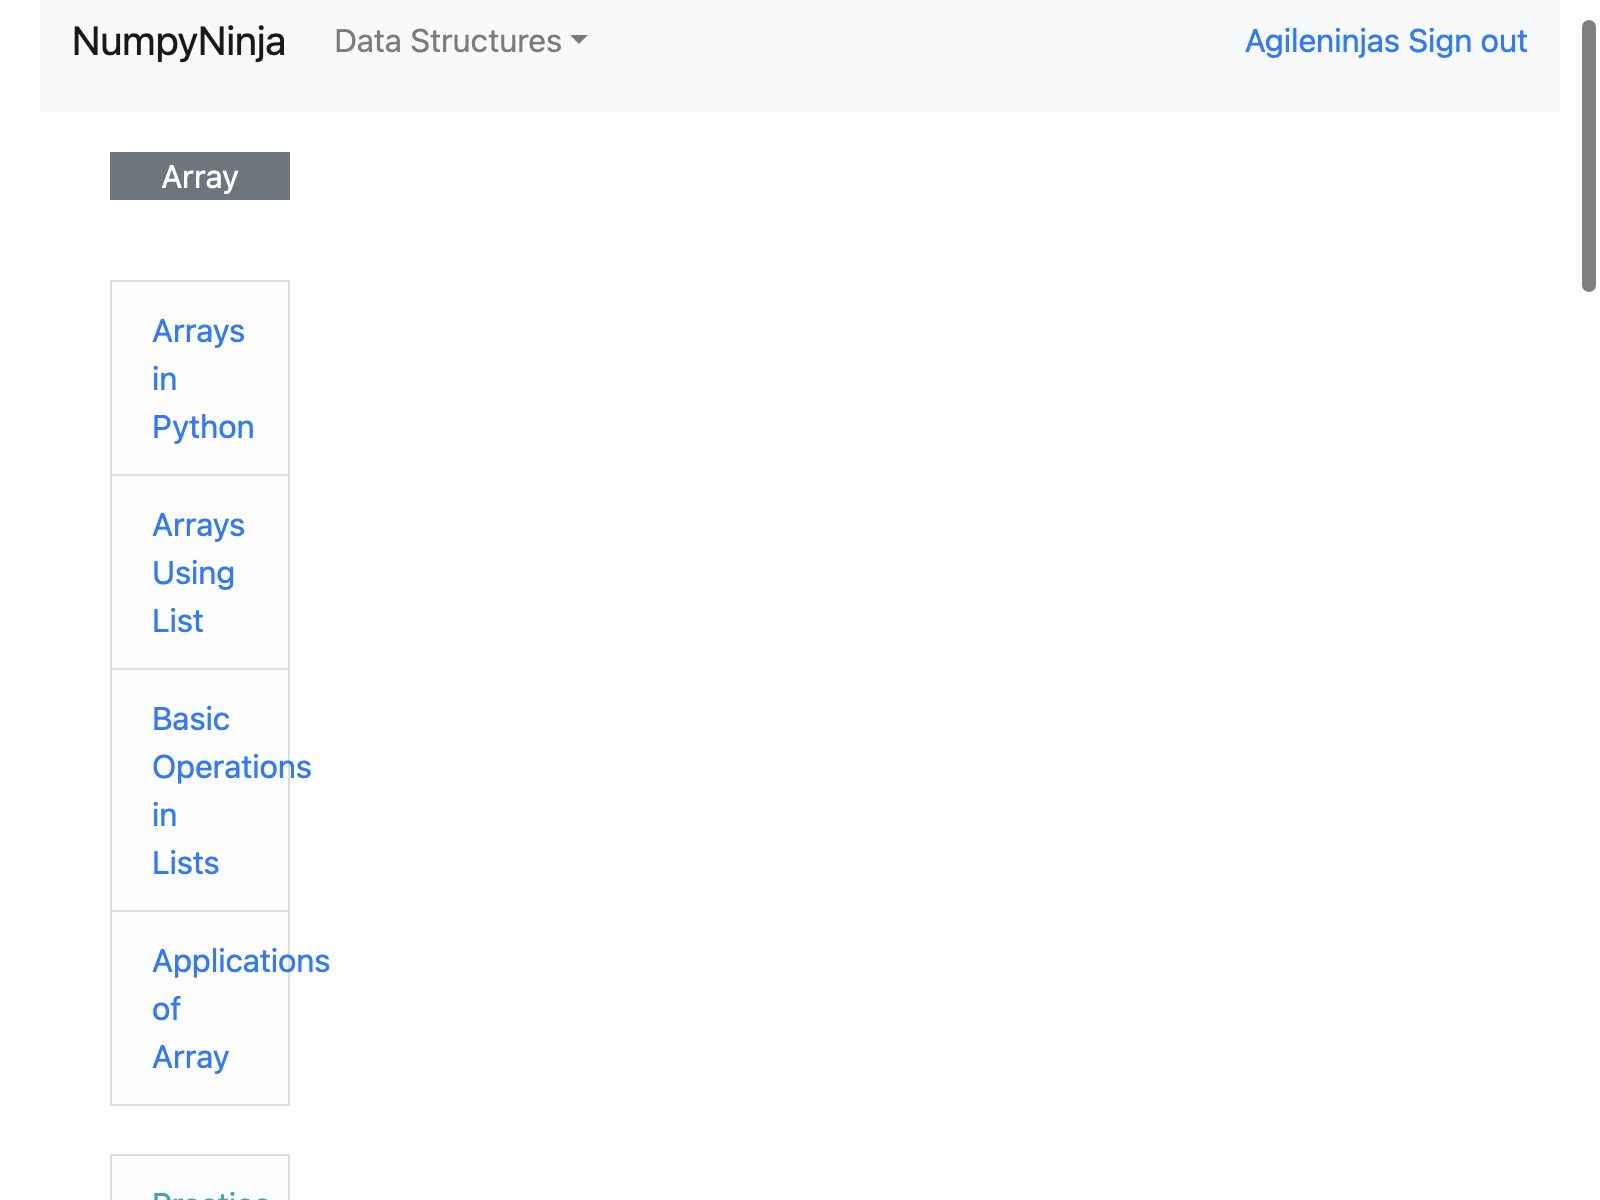 NumpyNinja Data Structures Agileninjas Sign out
Array
Arrays
in
Python
Arrays
Using
List
Basic
Operations
in
Lists
Applications
of
Array
Practice